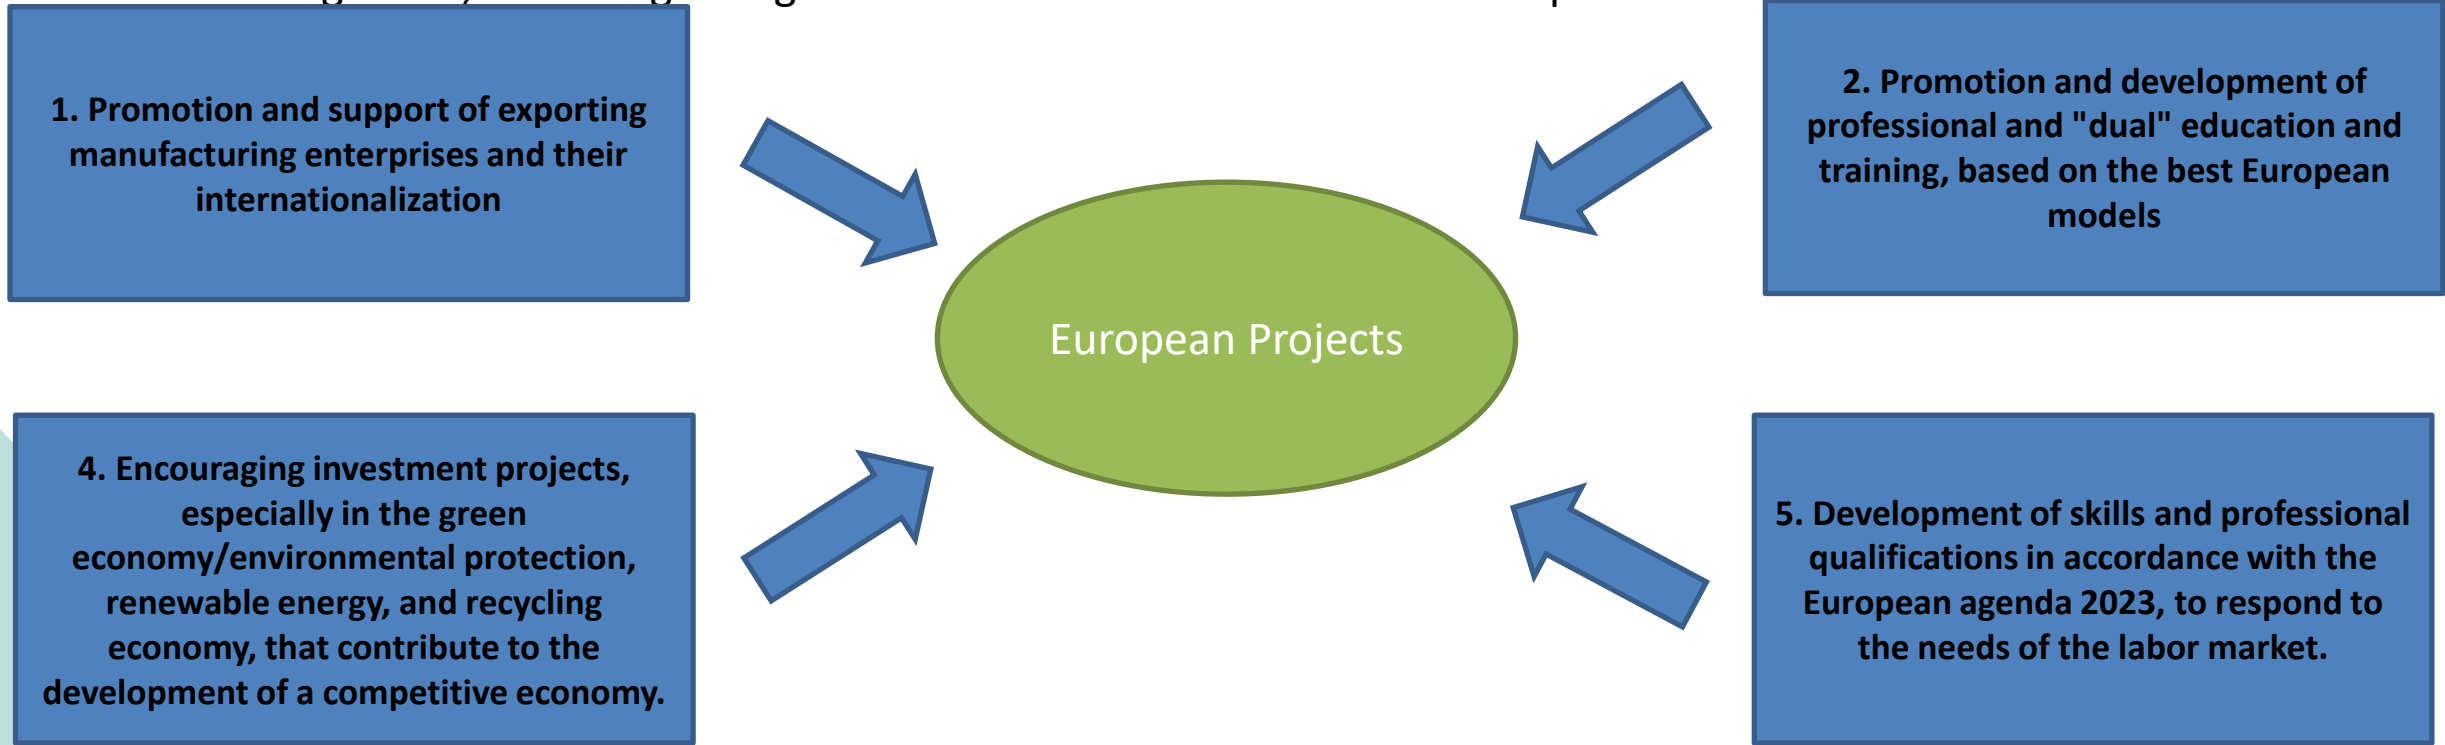 1. Promotion and support of exporting
manufacturing enterprises and their
internationalization
2. Promotion and development of
professional and "dual" education and
training, based on the best European
models
European Projects
4. Encouraging investment projects,
especially in the green
economy/environmental protection,
renewable energy, and recycling
economy, that contribute to the
development of a competitive economy.
5. Development of skills and professional
qualifications in accordance with the
European agenda 2023, to respond to
the needs of the labor market.